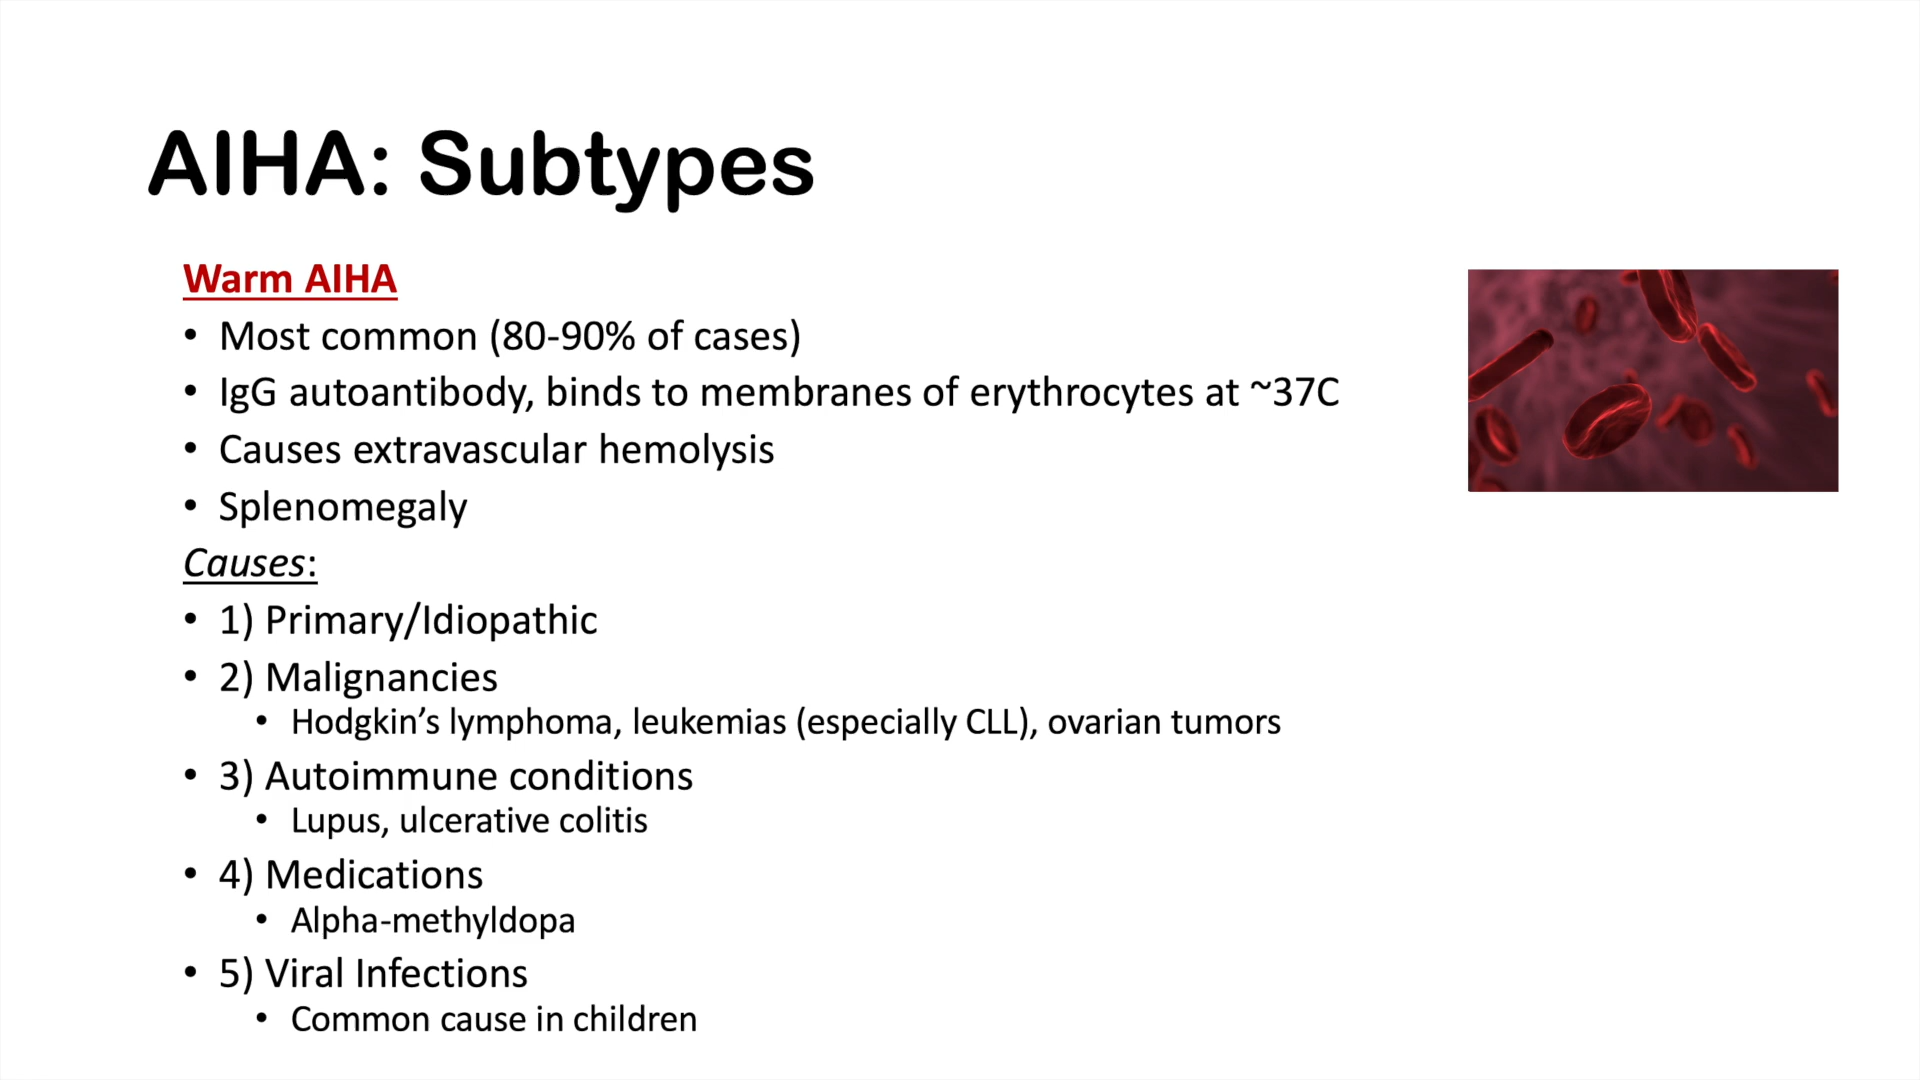 AIHA: Subtypes
Warm AIHA
• Most common (80-90% of cases)
• IgG autoantibody, binds to membranes of erythrocytes at ~37C
• Causes extravascular hemolysis
• Splenomegaly
Causes:
• 1) Primary/Idiopathic
• 2) Malignancies
• Hodgkin’s lymphoma, leukemias (especially CLL), ovarian tumors
• 3) Autoimmune conditions
• Lupus, ulcerative colitis
• 4) Medications
• Alpha-methyldopa
• 5) Viral Infections
• Common cause in children